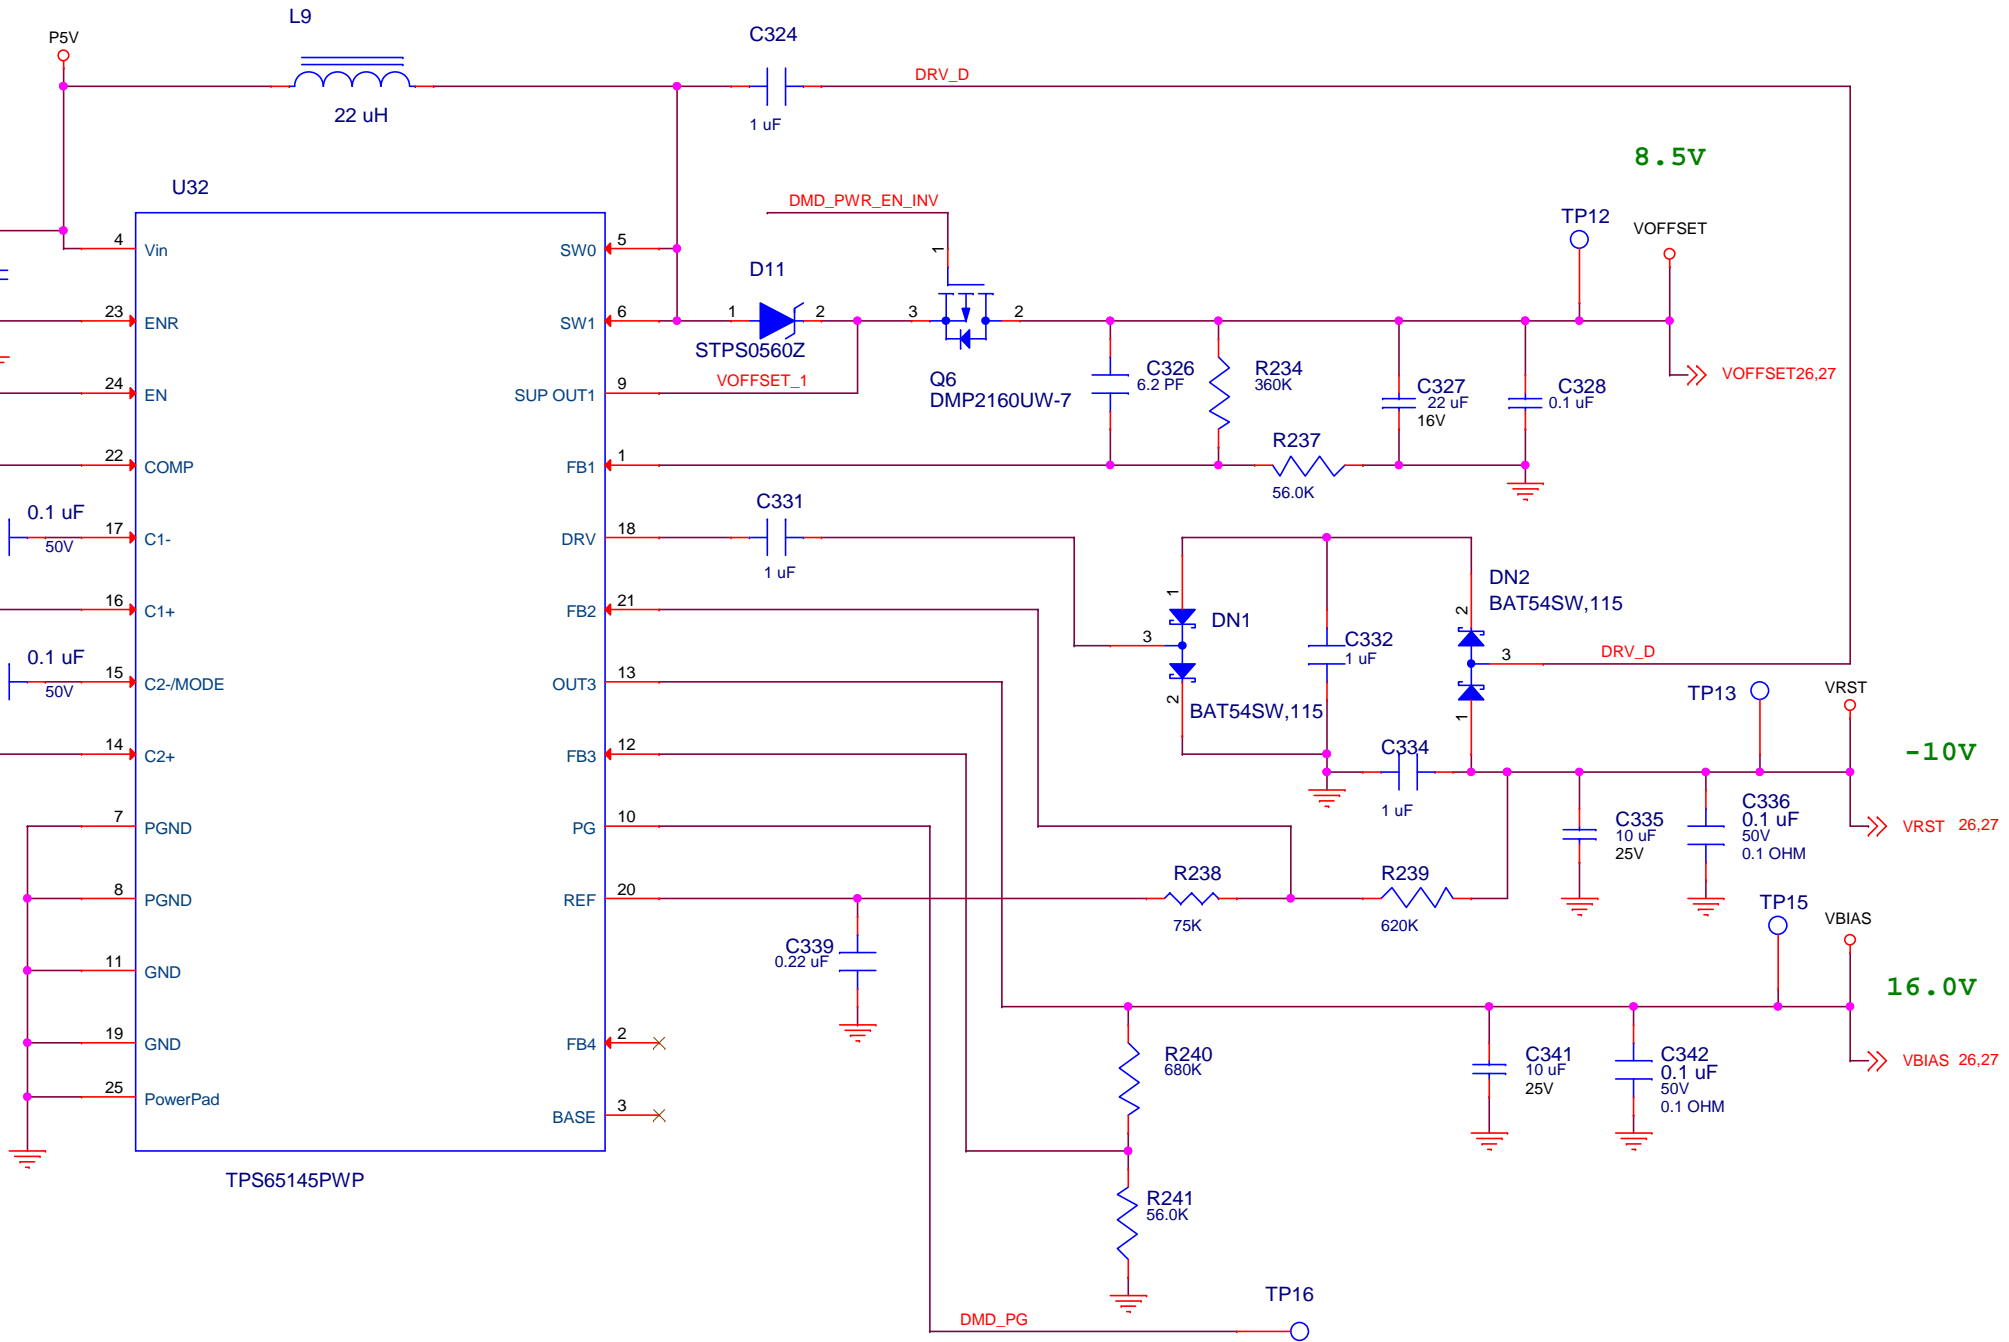 L9
P5V
22 uH
C324
1 uF
DRV_D
8.5V
U32
DMD_PWR_EN_INV
1
TP12
VOFFSET
4
Vin
23
ENR
24
EN
22
COMP
0.1 uF
50V
17
C1-
16
C1+
0.1 uF
50V
15
C2-/MODE
14
C2+
7
PGND
8
PGND
11
GND
19
GND
25
PowerPad
TPS65145PWP
SW0
5
SW1
6
SUP OUT1
9
FB1
1
DRV
18
FB2
21
OUT3
13
FB3
12
PG
10
REF
20
FB4
2
BASE
3
D11
1
2
STPS0560Z
VOFFSET_1
3
2
Q6
DMP2160UW-7
C326
6.2 PF
R234
360K
C327
22 uF
16V
C328
0.1 uF
VOFFSET26,27
R237
56.0K
C331
1 uF
1
3
DN1
2
BAT54SW,115
C332
1 uF
DN2
BAT54SW,115
2
3
1
DRV_D
TP13
VRST
-10V
C334
1 uF
C335
10 uF
25V
C336
0.1 uF
50V
0.1 OHM
VRST 26,27
R238
75K
R239
620K
C339
0.22 uF
TP15
VBIAS
16.0V
R240
680K
C341
10 uF
25V
C342
0.1 uF
50V
0.1 OHM
VBIAS 26,27
R241
56.0K
DMD_PG
TP16